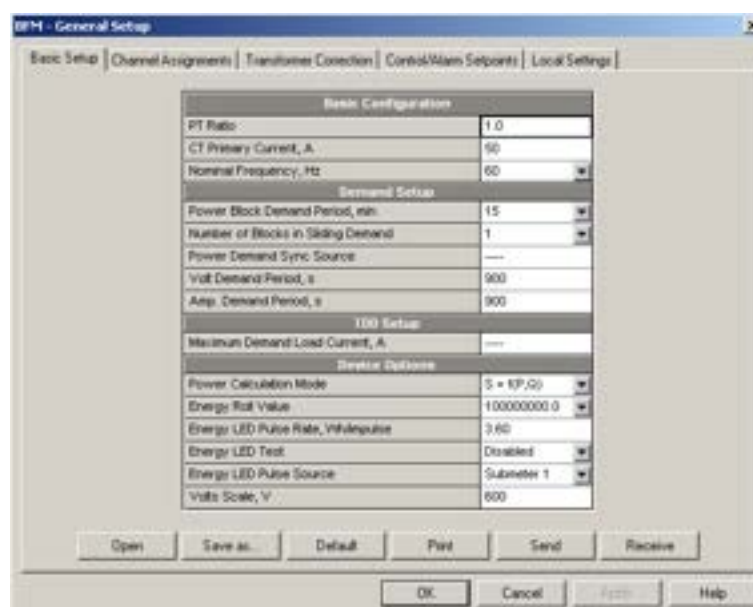 BFM - General Setup
Basic Setup Channel Assignments Transformer Correction Control/Alarm Setpoints Local Settings
Basic Configuration
PT Ratio 1.0
CT Primary Current, A 50
Nominal Frequency, Hz 60
Demand Setup
Power Block Demand Period, min 15
Number of Blocks in Sliding Demand 1
Power Demand Sync Source ----
Volt Demand Period, s 900
Amp. Demand Period, s 900
TDD Setup
Maximum Demand Load Current, A ----
Device Options
Power Calculation Mode S = f(P,Q)
Energy Roll Value 100000000.0
Energy LED Pulse Rate, Wh/impulse 3.60
Energy LED Test Disabled
Energy LED Pulse Source Submeter 1
Volts Scale, V 600
Open Save as... Default Print Send Receive
OK Cancel Apply Help